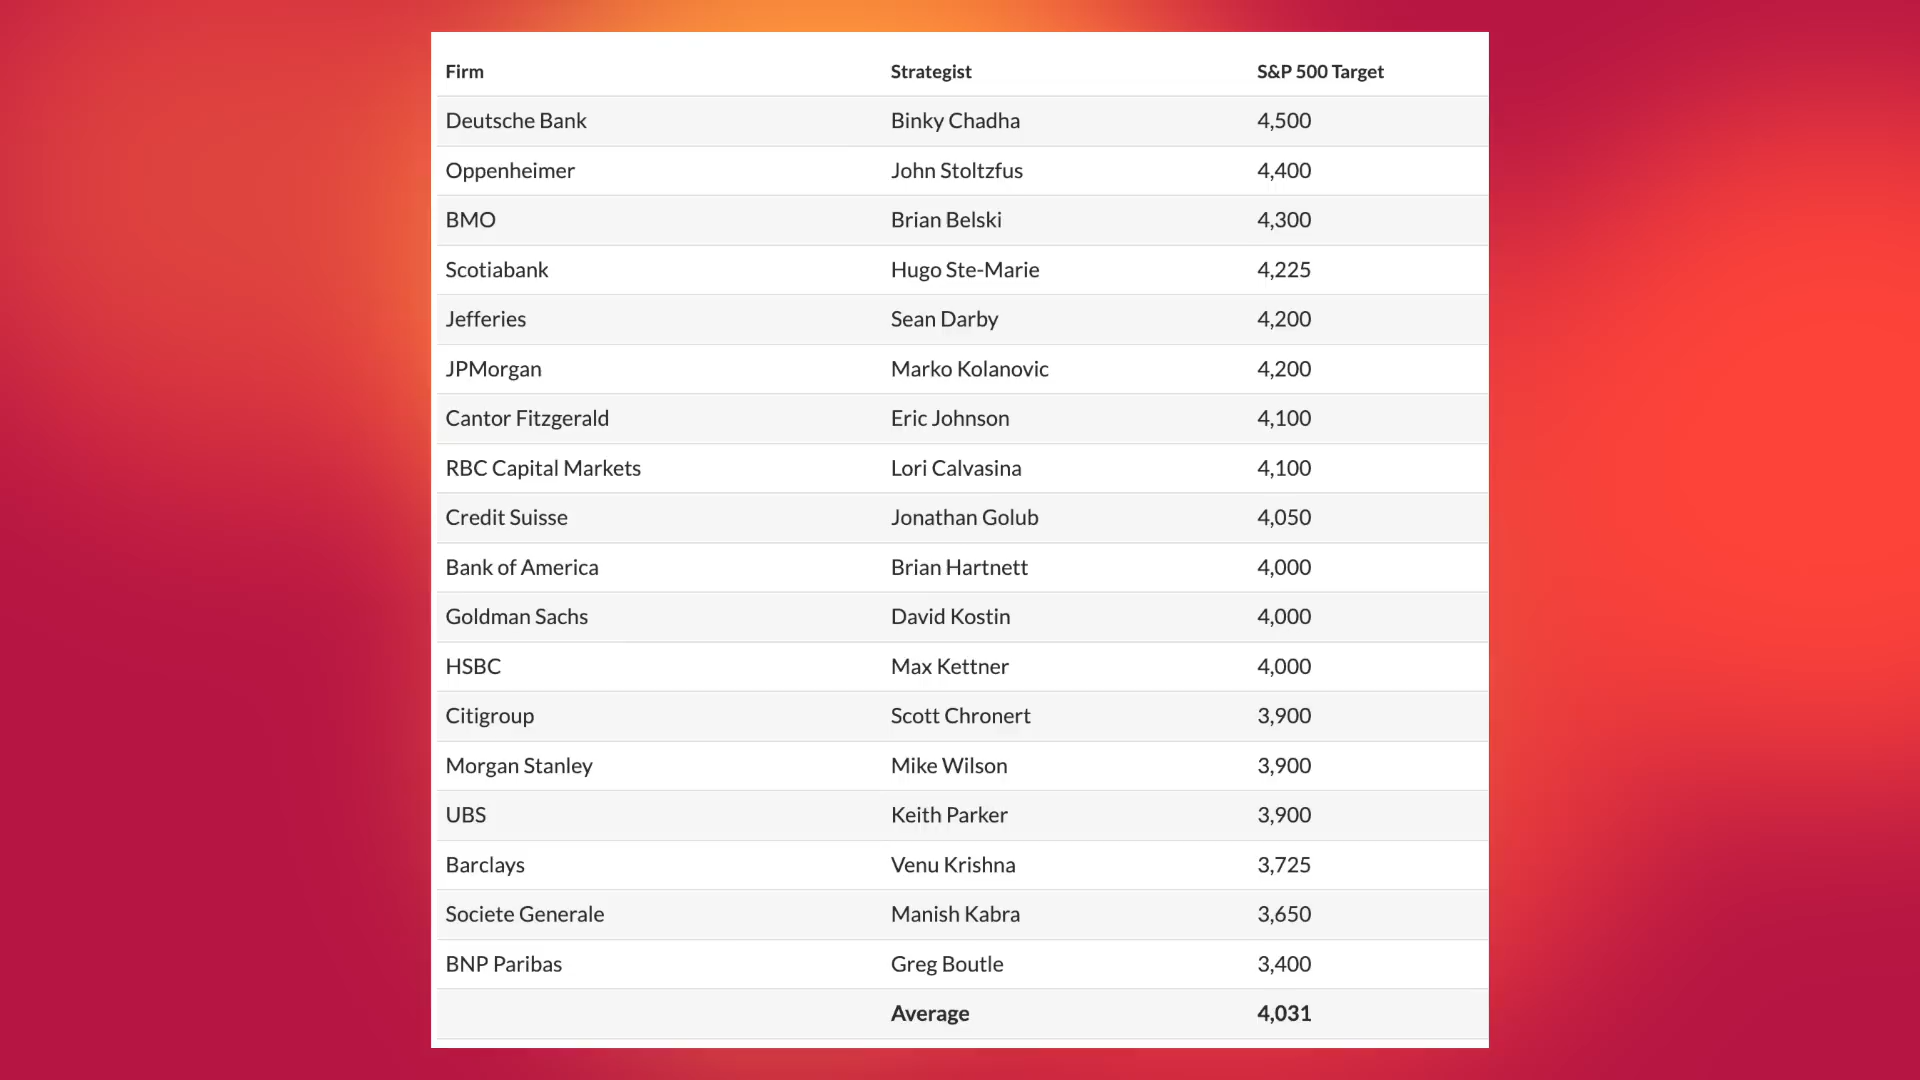 Firm Strategist S&P 500 Target
Deutsche Bank Binky Chadha 4,500
Oppenheimer John Stoltzfus 4,400
BMO Brian Belski 4,300
Scotiabank Hugo Ste-Marie 4,225
Jefferies Sean Darby 4,200
JPMorgan Marko Kolanovic 4,200
Cantor Fitzgerald Eric Johnson 4,100
RBC Capital Markets Lori Calvasina 4,100
Credit Suisse Jonathan Golub 4,050
Bank of America Brian Hartnett 4,000
Goldman Sachs David Kostin 4,000
HSBC Max Kettner 4,000
Citigroup Scott Chronert 3,900
Morgan Stanley Mike Wilson 3,900
UBS Keith Parker 3,900
Barclays Venu Krishna 3,725
Societe Generale Manish Kabra 3,650
BNP Paribas Greg Boutle 3,400
Average 4,031